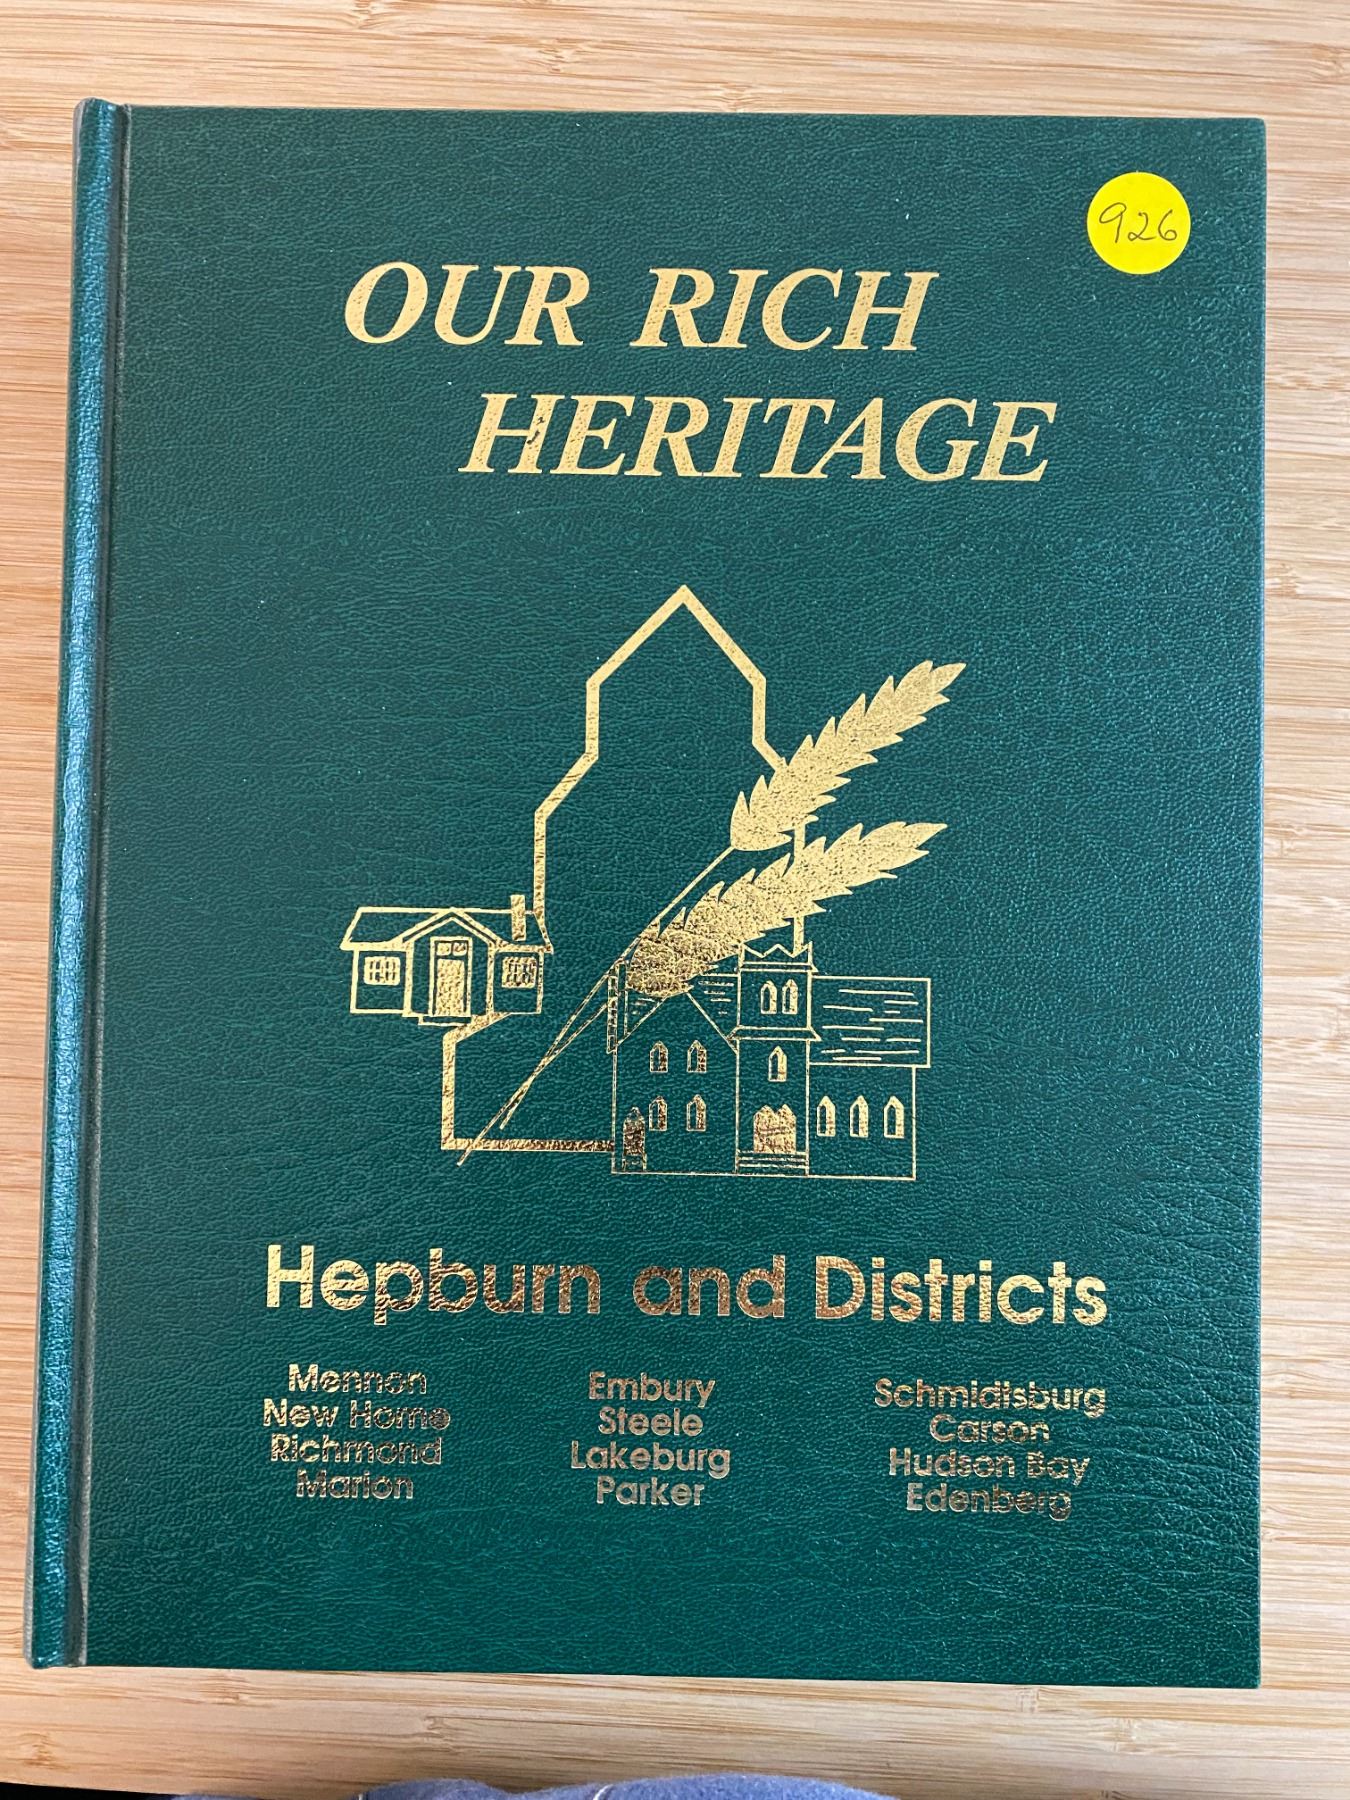 926
OUR RICH
HERITAGE
Hepburn and Districts
Mennon
New Home
Richmond
Marion
Embury
Steele
Lakeburg
Parker
Schmidtsburg
Carson
Hudson Bay
Edenberg